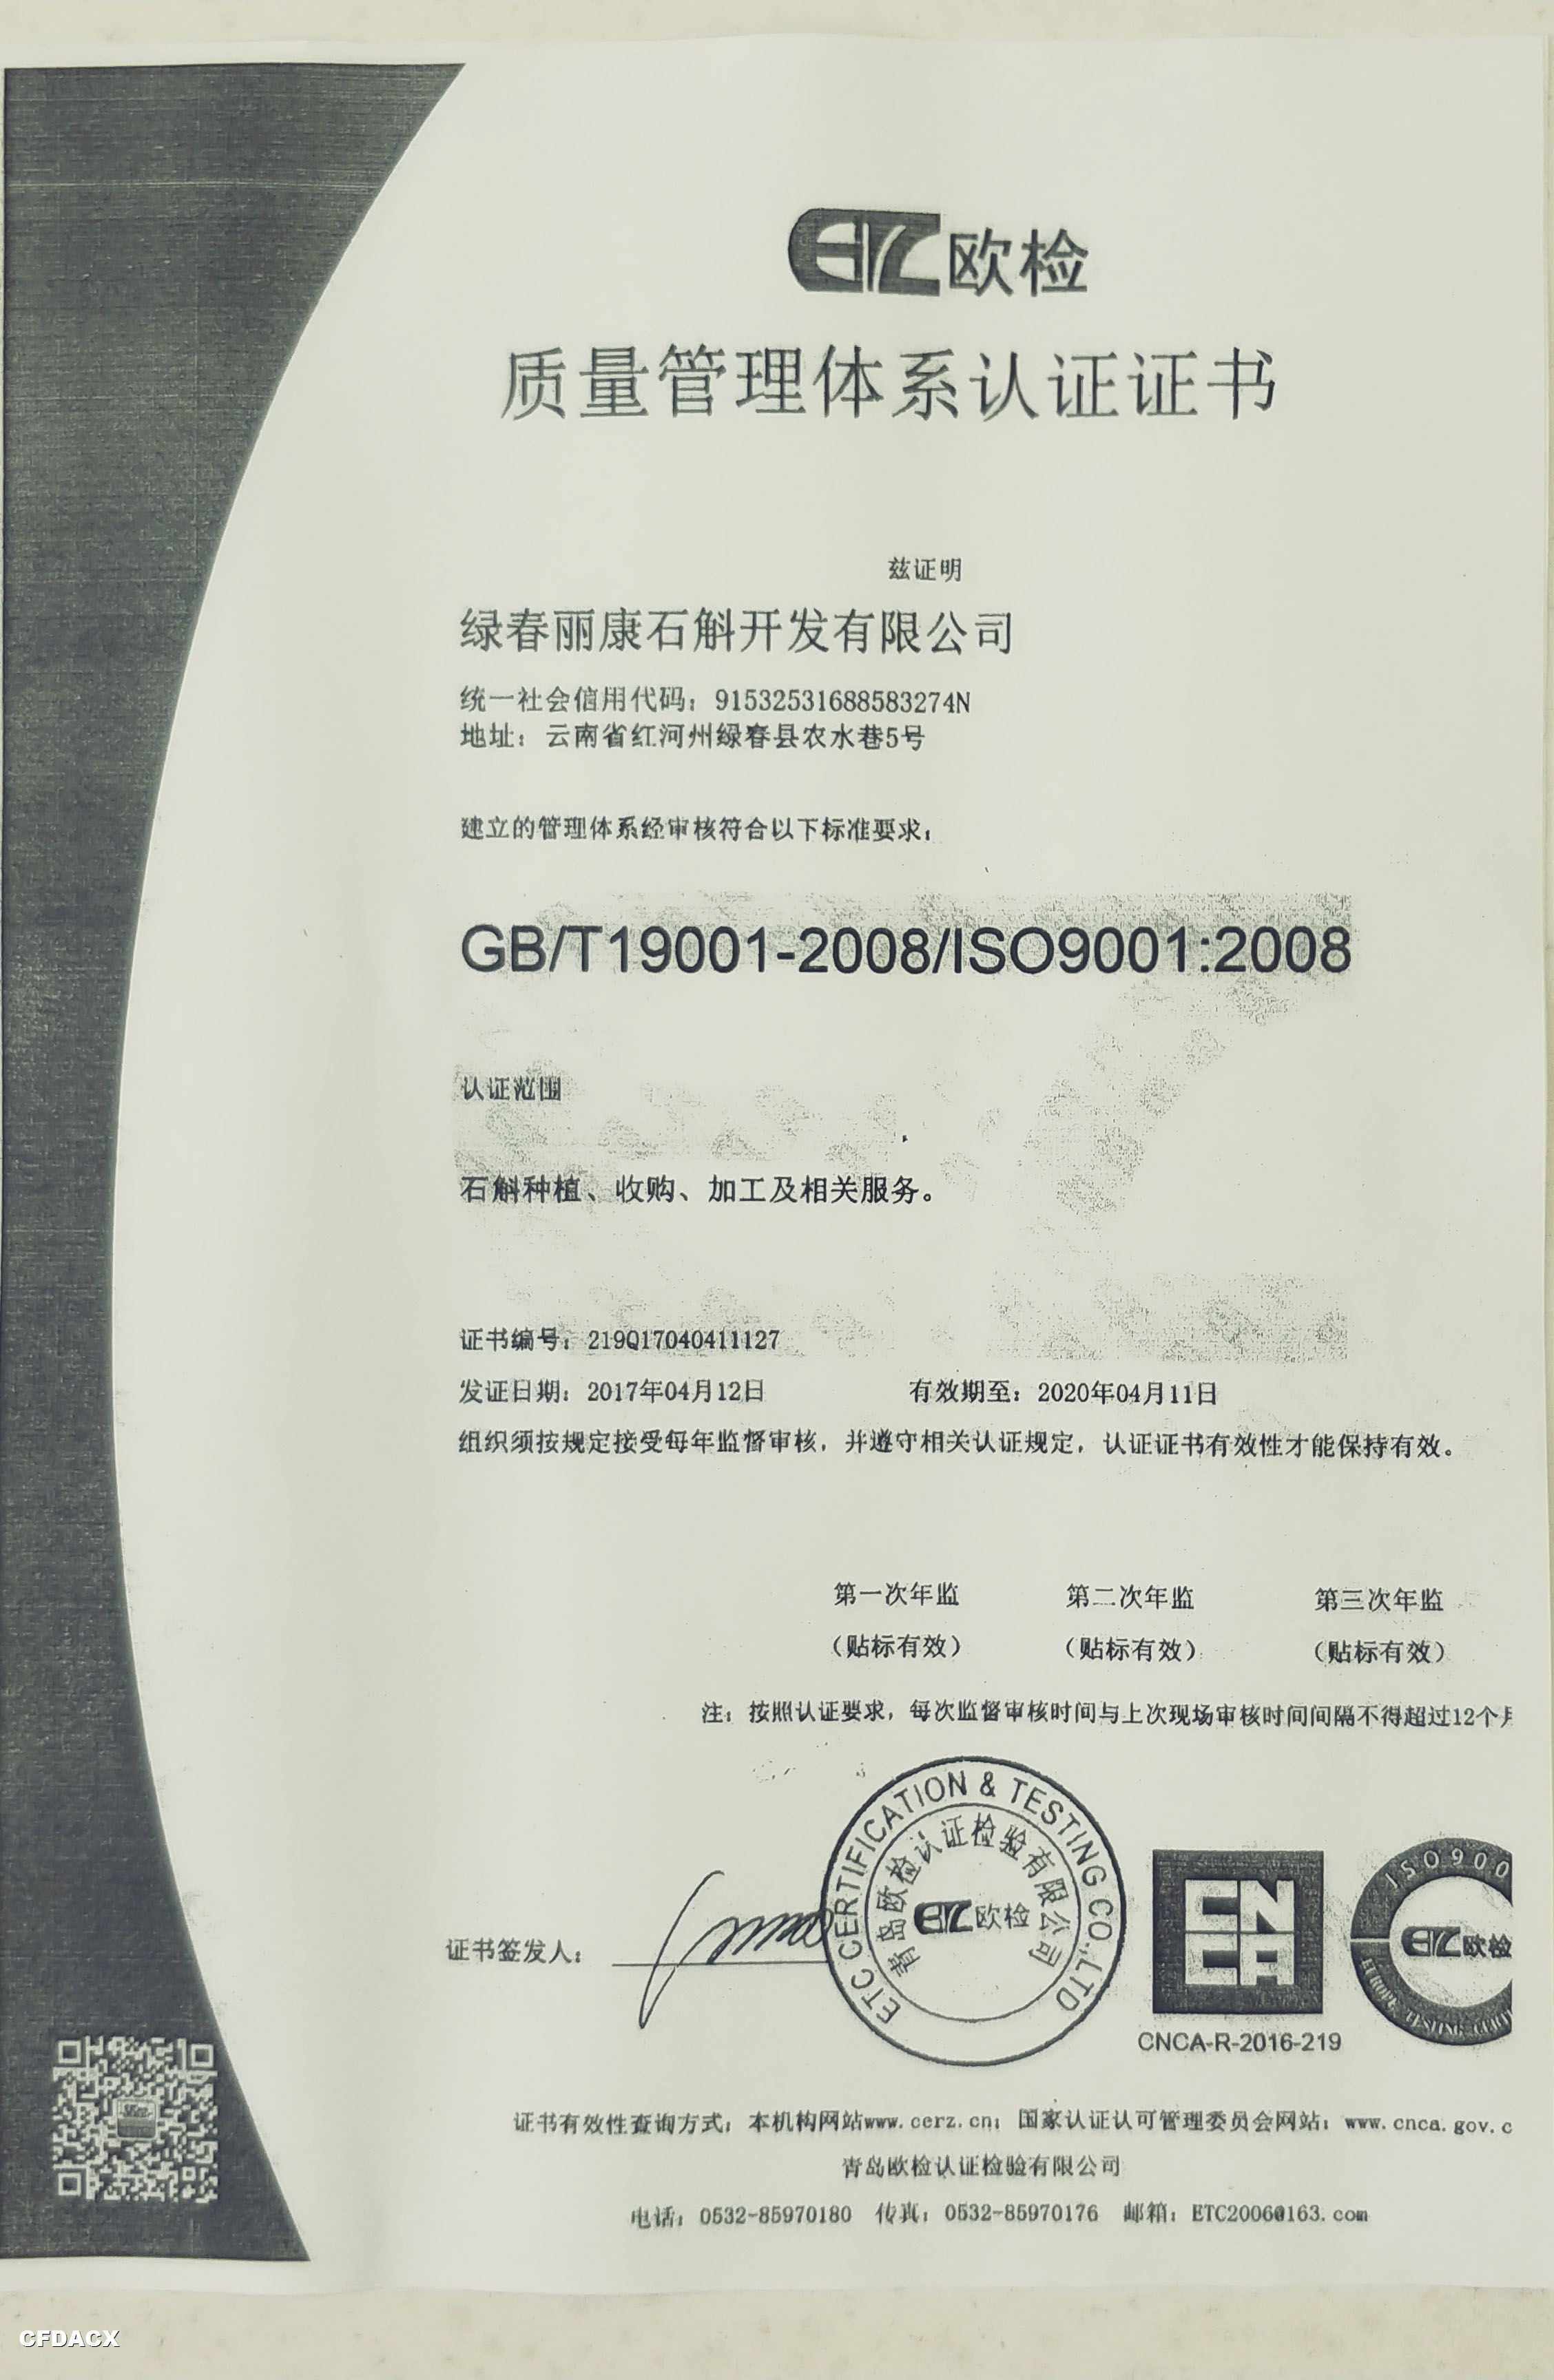 ETC 欧检
质量管理体系认证证书
兹证明
绿春丽康石斛开发有限公司
统一社会信用代码：91532531688583274N
地址：云南省红河州绿春县农水巷5号
建立的管理体系经审核符合以下标准要求：
GB/T19001-2008/ISO9001:2008
认证范围
石斛种植、收购、加工及相关服务。
证书编号：219Q17040411127
发证日期：2017年04月12日 有效期至：2020年04月11日
组织须按规定接受每年监督审核，并遵守相关认证规定，认证证书有效性才能保持有效。
第一次年监 第二次年监 第三次年监
（贴标有效） （贴标有效） （贴标有效）
注：按照认证要求，每次监督审核时间与上次现场审核时间间隔不得超过12个月
ETC CERTIFICATION & TESTING CO.,LTD
青岛欧检认证检验有限公司
ETC 欧检
证书签发人：
CNCA
CNCA-R-2016-219
ISO900
ETC 欧检
EUROPE TESTING
证书有效性查询方式：本机构网站www.cerz.cn；国家认证认可管理委员会网站：www.cnca.gov.c
青岛欧检认证检验有限公司
电话：0532-85970180 传真：0532-85970176 邮箱：ETC2006@163.com
CFDACX